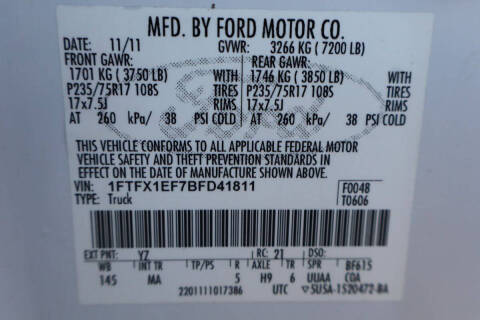 MFD. BY FORD MOTOR CO.
DATE: 11/11 GVWR: 3266 KG ( 7200 LB)
FRONT GAWR: REAR GAWR:
1701 KG ( 3750 LB) WITH 1746 KG ( 3850 LB) WITH
P235/75R17 108S TIRES P235/75R17 108S TIRES
17x7.5J RIMS 17x7.5J RIMS
AT 260 kPa/ 38 PSI COLD AT 260 kPa/ 38 PSI COLD
THIS VEHICLE CONFORMS TO ALL APPLICABLE FEDERAL MOTOR
VEHICLE SAFETY AND THEFT PREVENTION STANDARDS IN
EFFECT ON THE DATE OF MANUFACTURE SHOWN ABOVE.
VIN: 1FTFX1EF7BFD41811 F0048
TYPE: Truck T0606
EXT PNT: YZ RC: 21 DSO:
WB INT TR TP/PS R AXLE TR SPR BF615
145 MA 5 H9 6 UUAA CDA
2201111017386 UTC 5U5A-1520472-BA